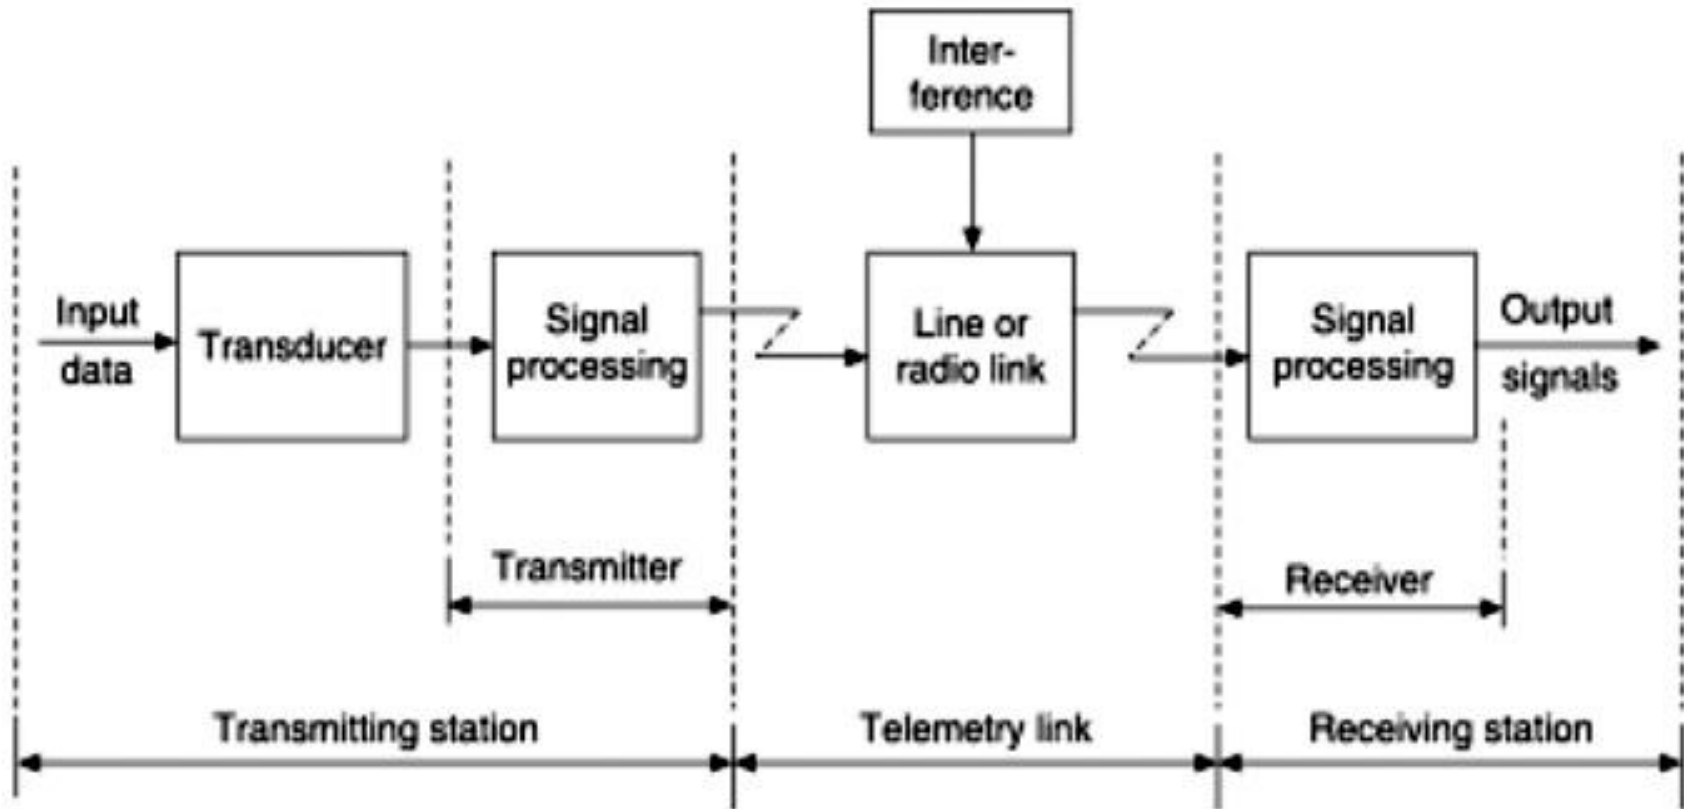 Inter-
ference
Input
data
Transducer
Signal
processing
Line or
radio link
Signal
processing
Output
signals
Transmitter
Receiver
Transmitting station
Telemetry link
Receiving station